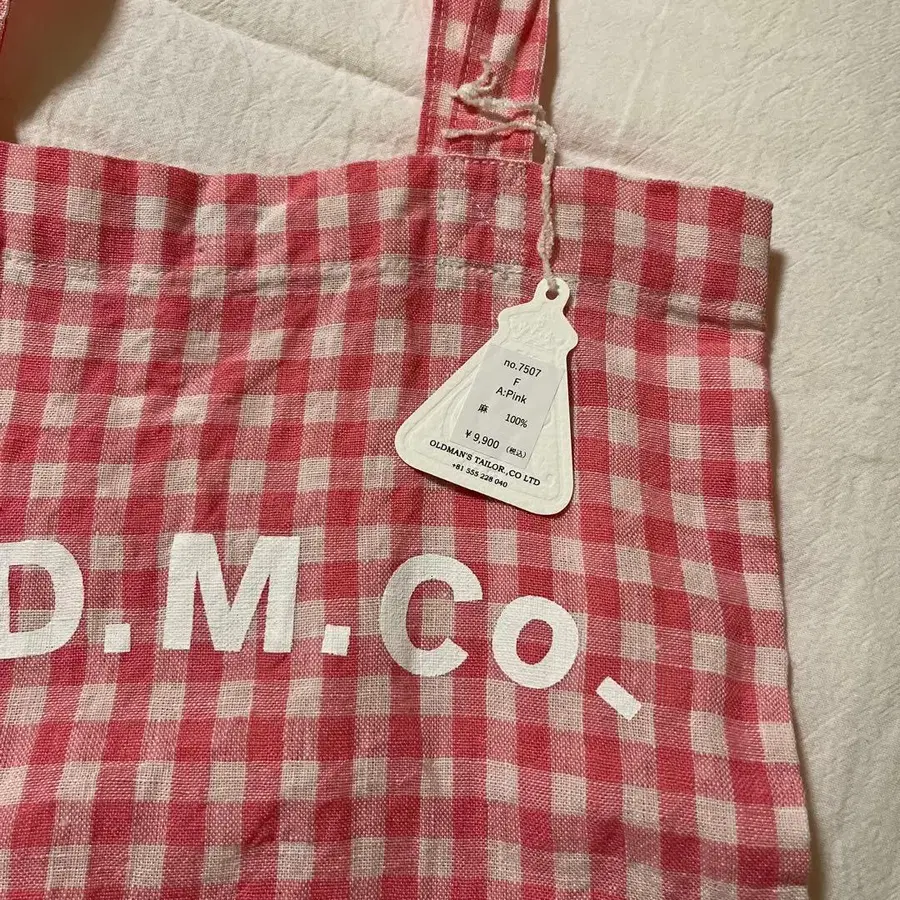 no.7507
F
A:Pink
麻 100%
¥9,900 (税込)
OLDMAN'S TAILOR.,CO LTD
+81 555 228 040
D.M.Co.